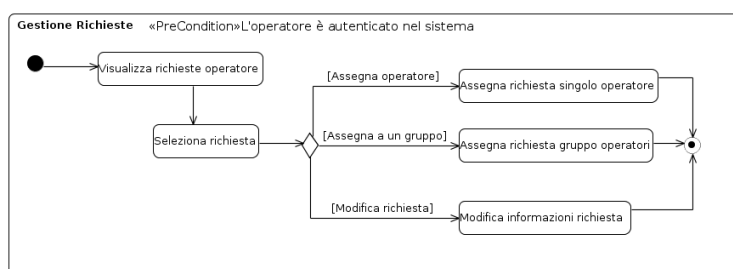 Gestione Richieste «PreCondition»L'operatore è autenticato nel sistema
Visualizza richieste operatore
[Assegna operatore]
Assegna richiesta singolo operatore
Seleziona richiesta
[Assegna a un gruppo]
Assegna richiesta gruppo operatori
[Modifica richiesta]
Modifica informazioni richiesta